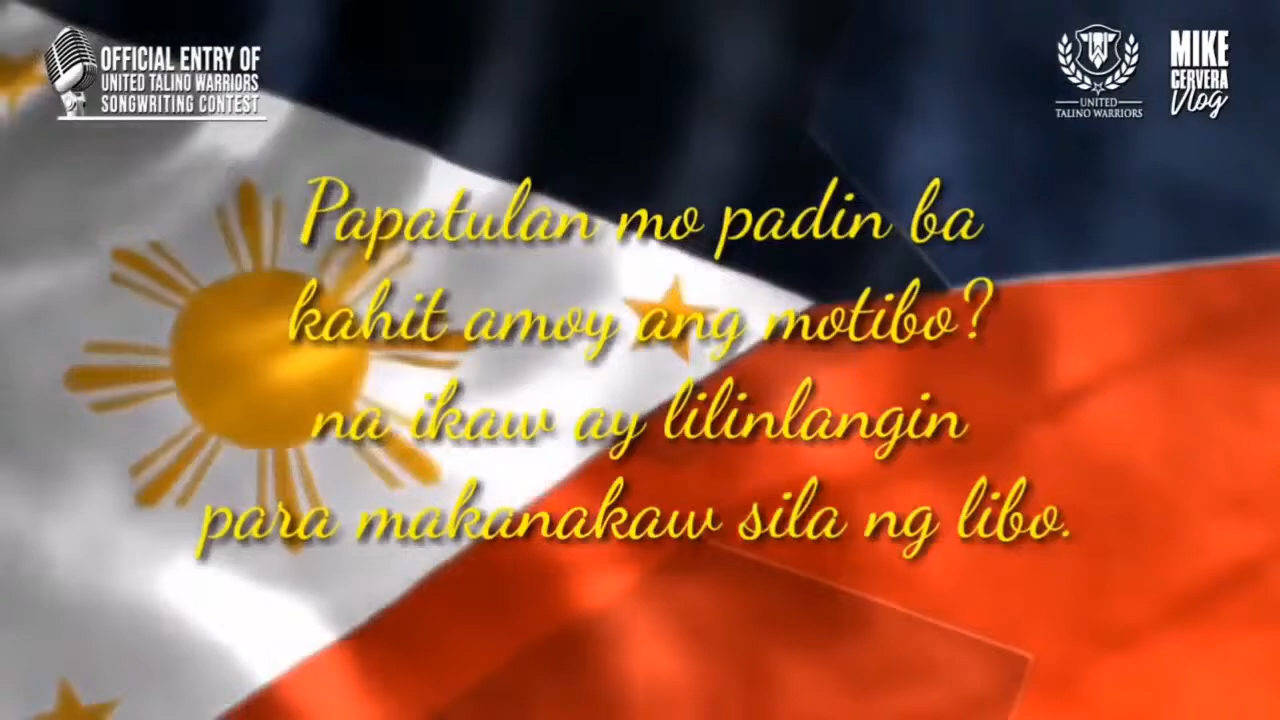 OFFICIAL ENTRY OF
UNITED TALINO WARRIORS
SONGWRITING CONTEST
UNITED
TALINO WARRIORS
MIKE
CERVERA
Vlog
Papatulan mo padin ba
kahit amoy ang motibo?
na ikaw ay lilinlangin
para makanakaw sila ng libo.